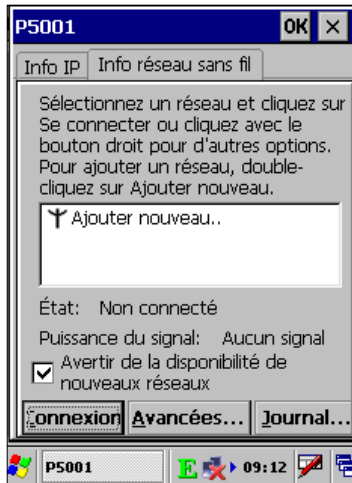 P5001 OK ×
Info IP Info réseau sans fil
Sélectionnez un réseau et cliquez sur
Se connecter ou cliquez avec le
bouton droit pour d'autres options.
Pour ajouter un réseau, double-
cliquez sur Ajouter nouveau.
Ajouter nouveau..
État: Non connecté
Puissance du signal: Aucun signal
Avertir de la disponibilité de
nouveaux réseaux
Connexion Avancées... Journal...
P5001 E 09:12